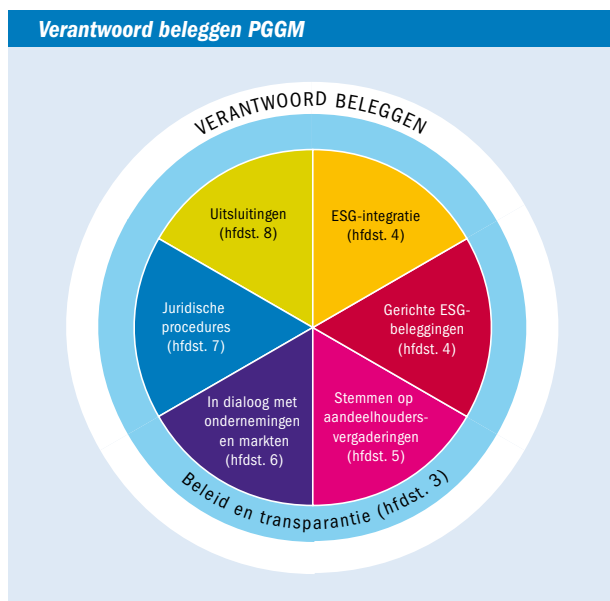 Verantwoord beleggen PGGM
VERANTWOORD BELEGGEN
Uitsluitingen
(hfdst. 8)
ESG-integratie
(hfdst. 4)
Juridische
procedures
(hfdst. 7)
Gerichte ESG-
beleggingen
(hfdst. 4)
In dialoog met
ondernemingen
en markten
(hfdst. 6)
Stemmen op
aandeelhouders-
vergaderingen
(hfdst. 5)
Beleid en transparantie (hfdst. 3)